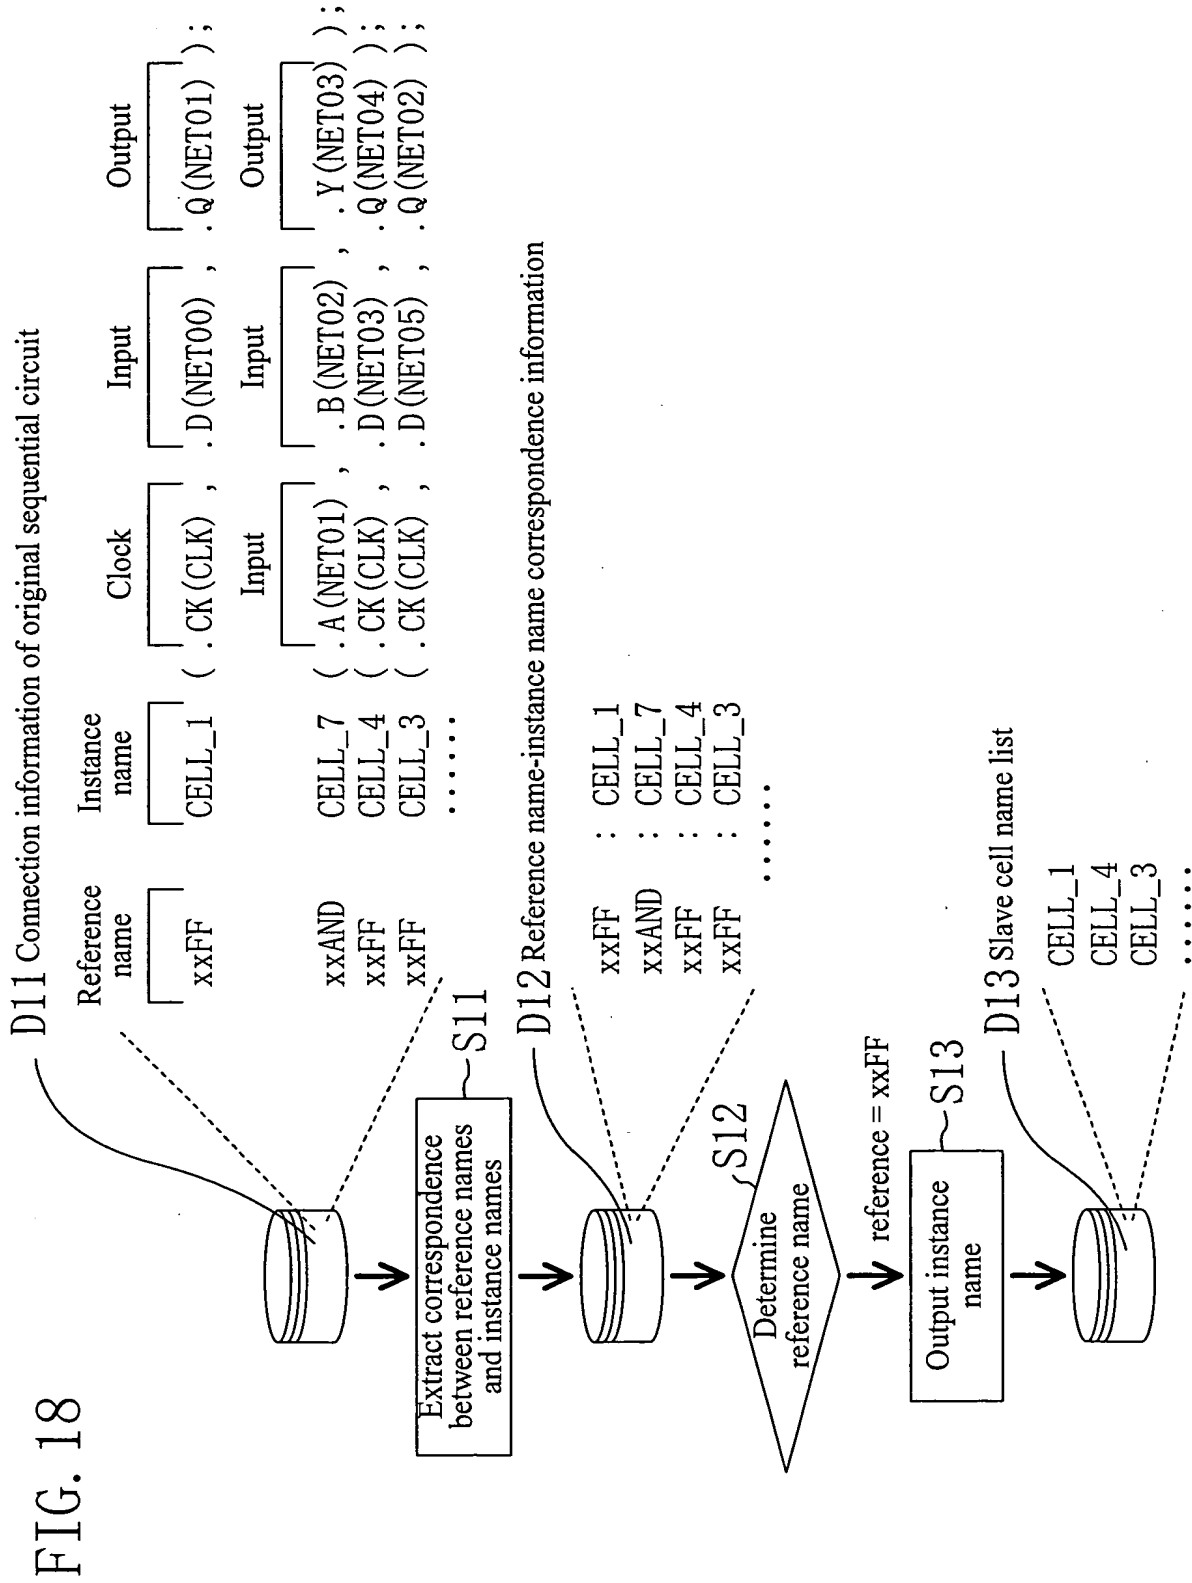 FIG. 18
D11 Connection information of original sequential circuit
Reference name
Instance name
Clock
Input
Output
xxFF CELL_1 ( .CK(CLK) , .D(NET00) , .Q(NET01) );
Input
Input
Output
xxAND CELL_7 ( .A(NET01) , .B(NET02) , .Y(NET03) );
xxFF CELL_4 ( .CK(CLK) , .D(NET03) , .Q(NET04) );
xxFF CELL_3 ( .CK(CLK) , .D(NET05) , .Q(NET02) );
......
Extract correspondence
between reference names
and instance names
S11
D12 Reference name-instance name correspondence information
xxFF : CELL_1
xxAND : CELL_7
xxFF : CELL_4
xxFF : CELL_3
......
Determine
reference name
S12
reference = xxFF
Output instance
name
S13
D13 Slave cell name list
CELL_1
CELL_4
CELL_3
......